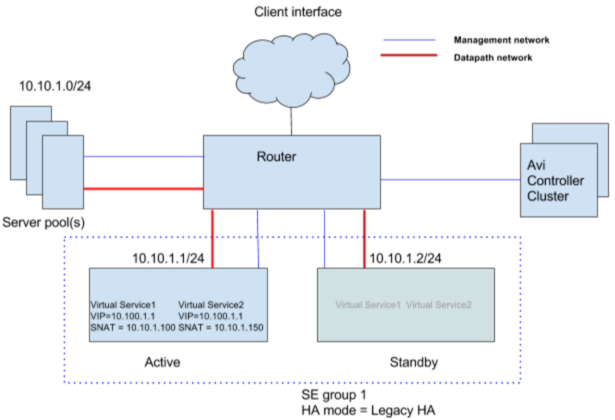 Client interface
Management network
Datapath network
10.10.1.0/24
Router
Avi
Controller
Cluster
Server pool(s)
10.10.1.1/24
10.10.1.2/24
Virtual Service1 Virtual Service2
VIP=10.100.1.1 VIP=10.100.1.1
SNAT = 10.10.1.100 SNAT = 10.10.1.150
Virtual Service1 Virtual Service2
Active
Standby
SE group 1
HA mode = Legacy HA